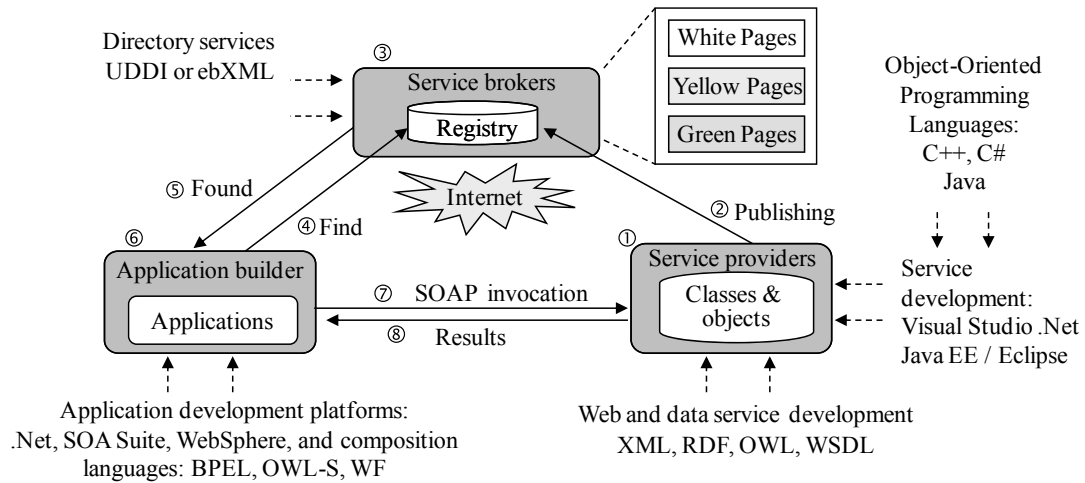 Directory services
UDDI or ebXML
③
Service brokers
Registry
White Pages
Yellow Pages
Green Pages
Object-Oriented
Programming
Languages:
C++, C#
Java
Internet
⑤ Found
④ Find
② Publishing
⑥
Application builder
Applications
⑦ SOAP invocation
⑧ Results
①
Service providers
Classes &
objects
Service
development:
Visual Studio .Net
Java EE / Eclipse
Application development platforms:
.Net, SOA Suite, WebSphere, and composition
languages: BPEL, OWL-S, WF
Web and data service development
XML, RDF, OWL, WSDL